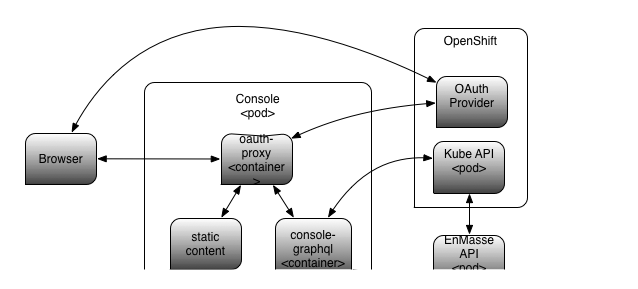 OpenShift
OAuth
Provider
Console
<pod>
oauth-
proxy
<container
>
Browser
Kube API
<pod>
static
content
console-
graphql
<container>
EnMasse
API
<pod>